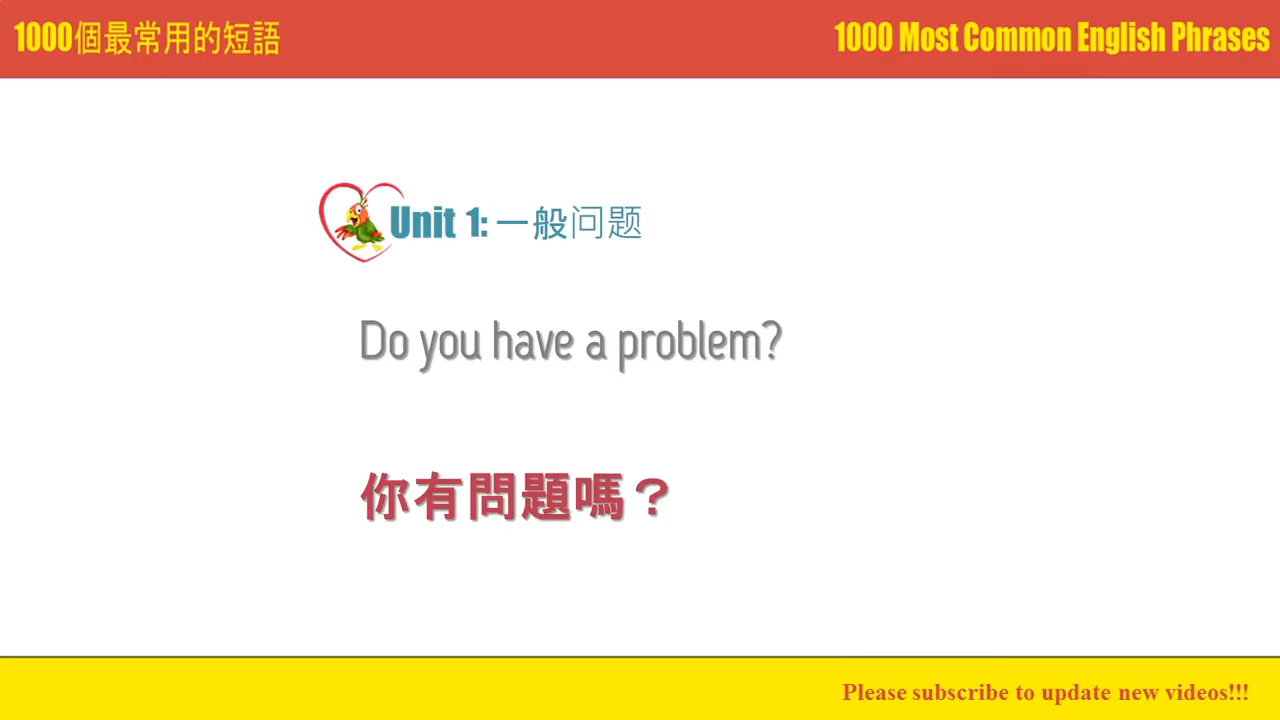 1000個最常用的短語
1000 Most Common English Phrases
Unit 1: 一般问题
Do you have a problem?
你有問題嗎？
Please subscribe to update new videos!!!